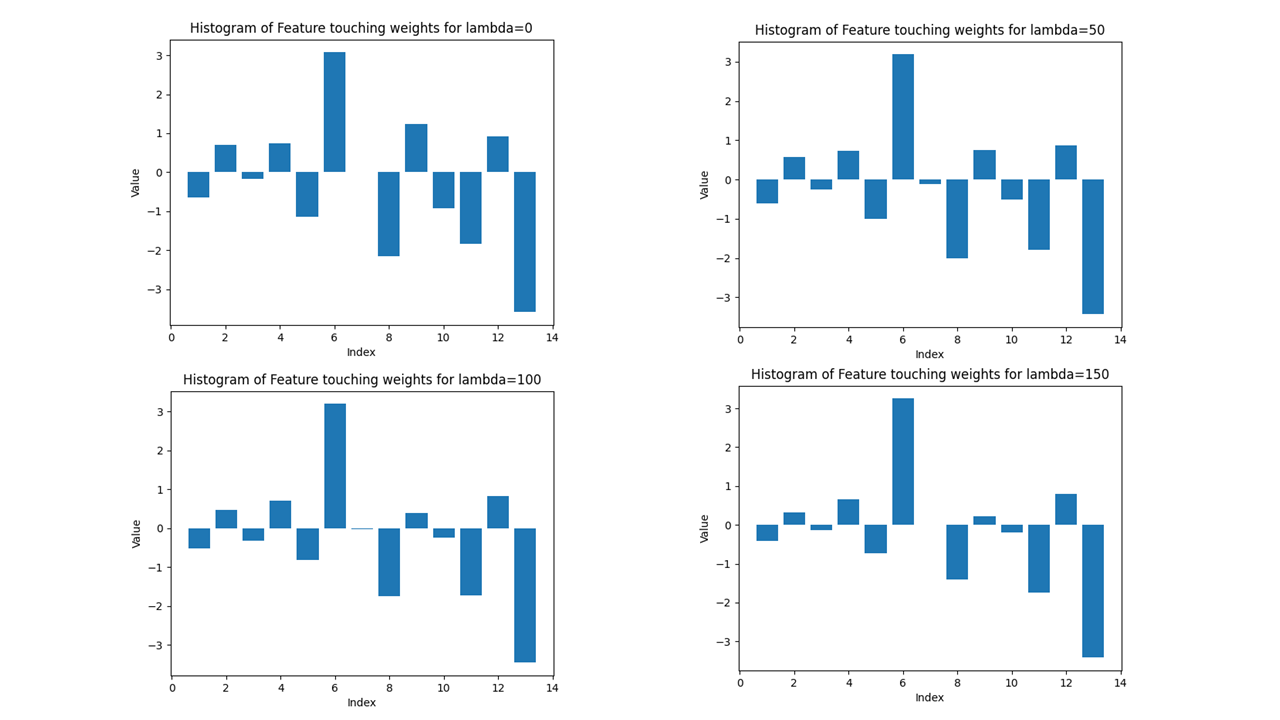 Histogram of Feature touching weights for lambda=0
3
2
1
0
−1
−2
−3
Value
0 2 4 6 8 10 12 14
Index
Histogram of Feature touching weights for lambda=50
3
2
1
0
−1
−2
−3
Value
0 2 4 6 8 10 12 14
Index
Histogram of Feature touching weights for lambda=100
3
2
1
0
−1
−2
−3
Value
0 2 4 6 8 10 12 14
Index
Histogram of Feature touching weights for lambda=150
3
2
1
0
−1
−2
−3
Value
0 2 4 6 8 10 12 14
Index